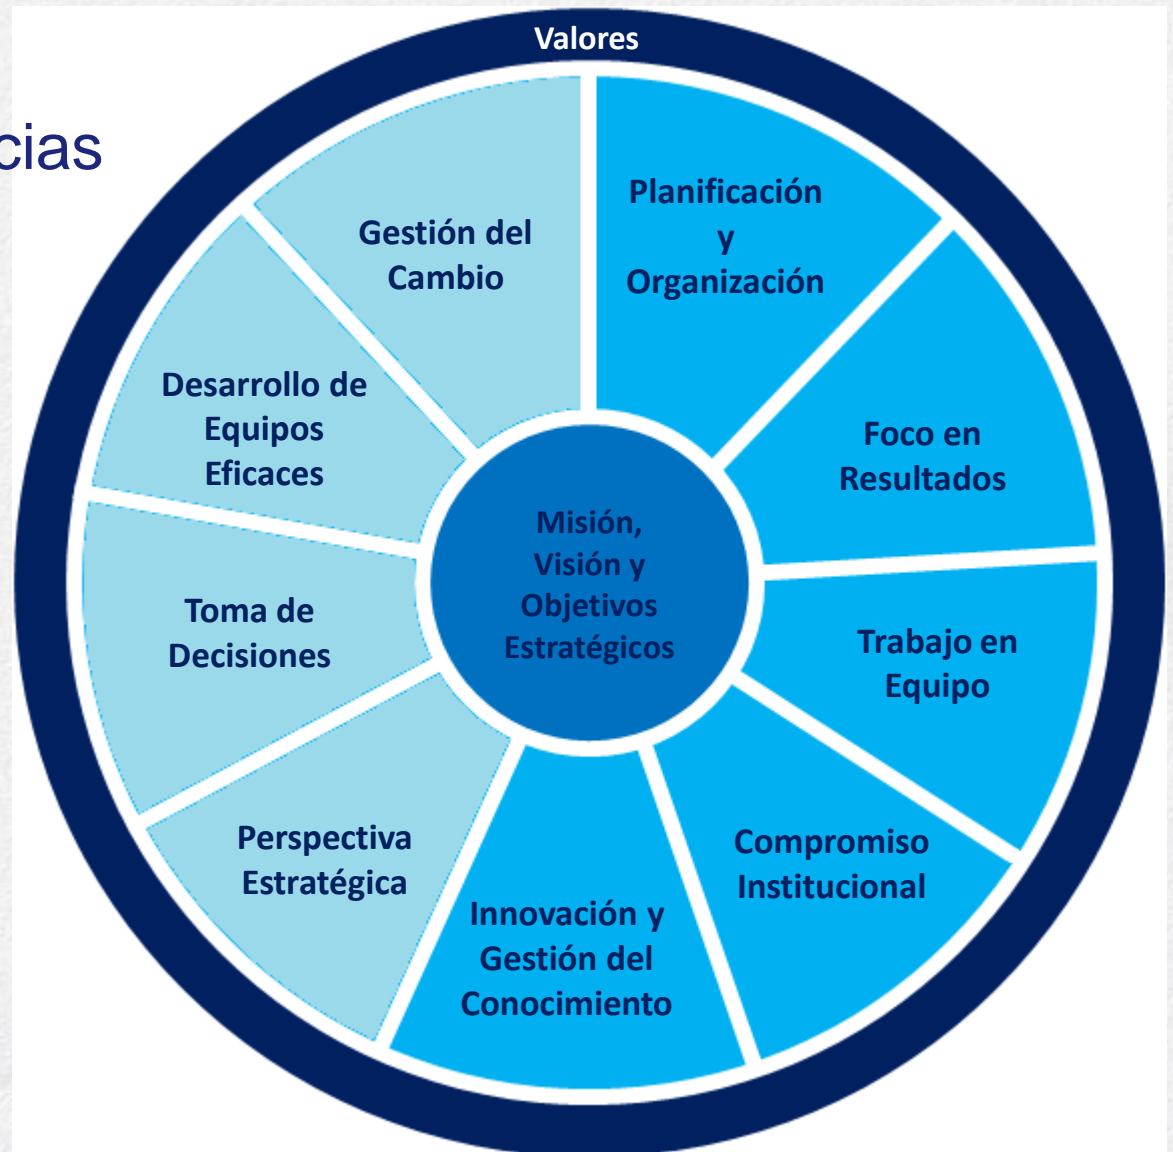 Valores
cias
Planificación
y
Organización
Foco en
Resultados
Trabajo en
Equipo
Compromiso
Institucional
Innovación y
Gestión del
Conocimiento
Perspectiva
Estratégica
Toma de
Decisiones
Desarrollo de
Equipos
Eficaces
Gestión del
Cambio
Misión,
Visión y
Objetivos
Estratégicos